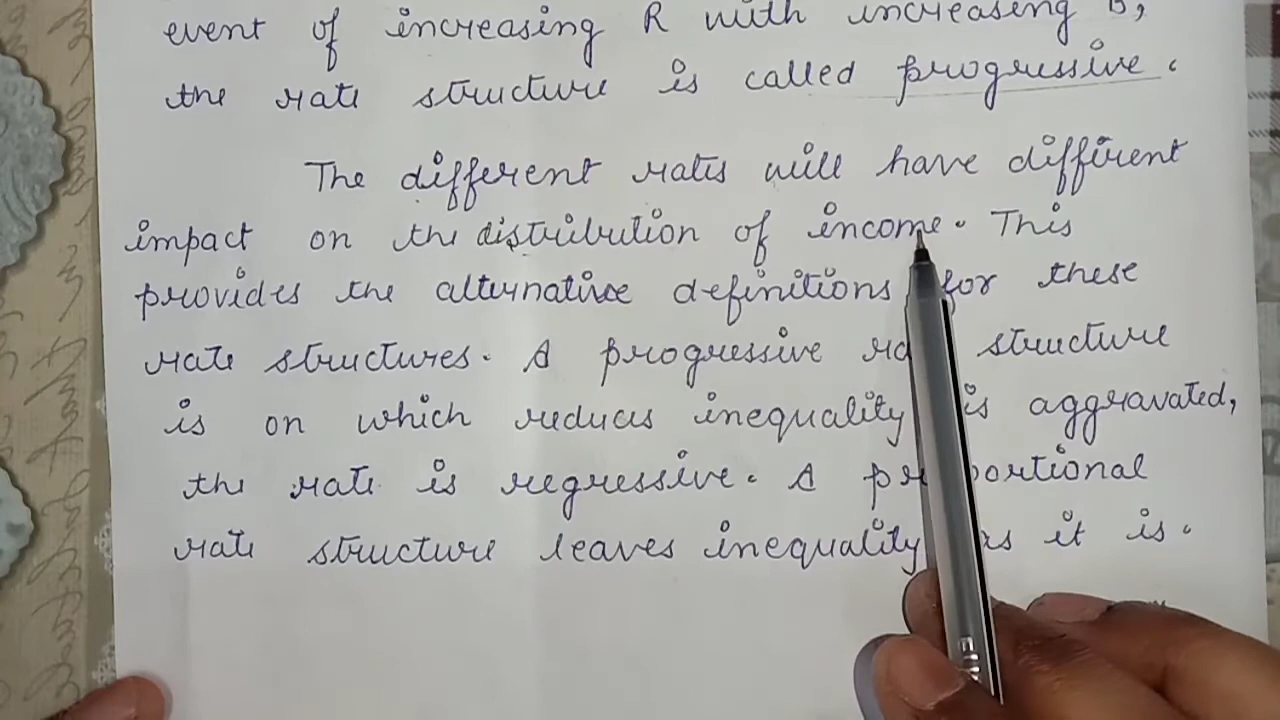 event of increasing R with increasing B,
the rate structure is called progressive.
The different rates will have different
impact on the distribution of income. This
provides the alternative definitions for these
rate structures. A progressive structure
is on which reduces inequality is aggravated,
the rate is regressive. A proportional
rate structure leaves inequality as it is.